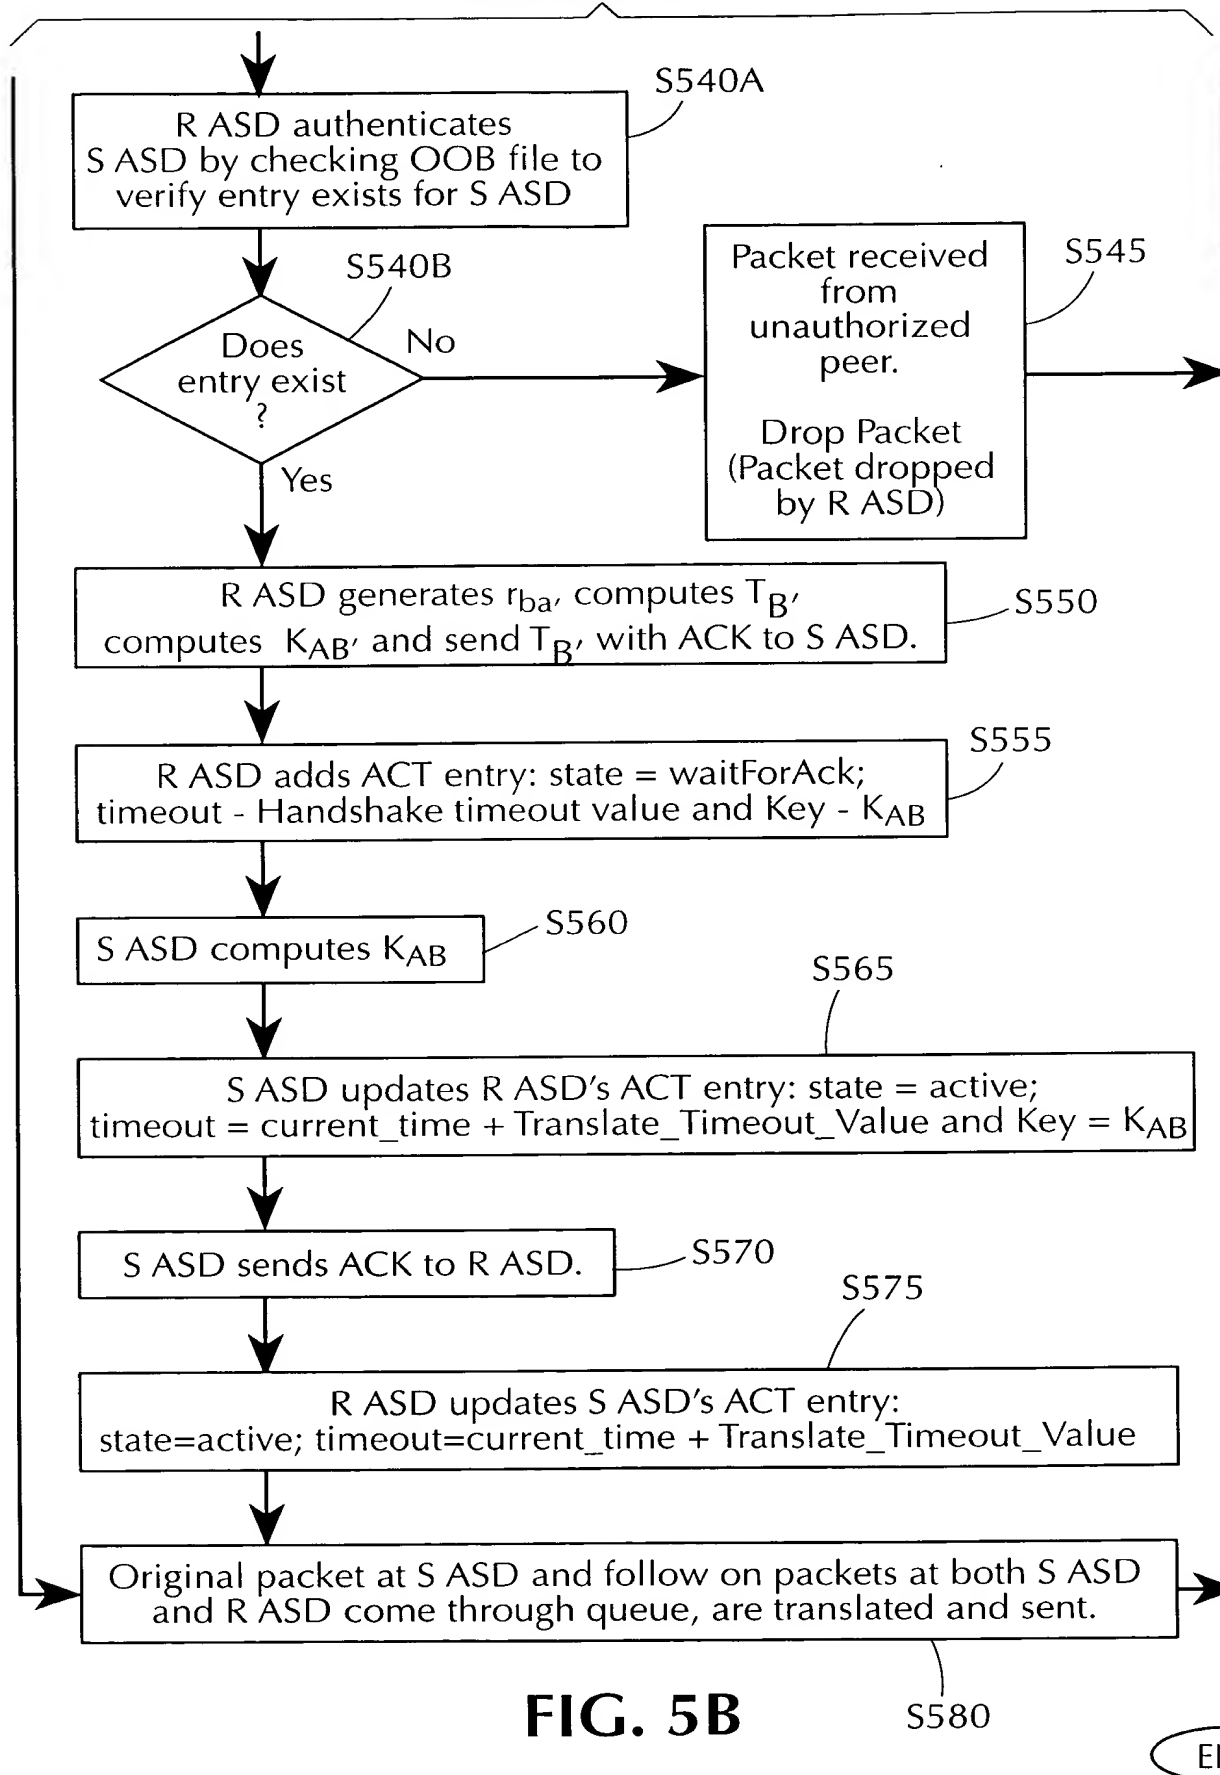 S540A
R ASD authenticates
S ASD by checking OOB file to
verify entry exists for S ASD
S540B
Does
entry exist
?
No
Yes
Packet received
from
unauthorized
peer.
Drop Packet
(Packet dropped
by R ASD)
S545
R ASD generates rba, computes TB,
computes KAB, and send TB, with ACK to S ASD.
S550
R ASD adds ACT entry: state = waitForAck;
timeout - Handshake timeout value and Key - KAB
S555
S ASD computes KAB
S560
S565
S ASD updates R ASD's ACT entry: state = active;
timeout = current_time + Translate_Timeout_Value and Key = KAB
S ASD sends ACK to R ASD.
S570
S575
R ASD updates S ASD's ACT entry:
state=active; timeout=current_time + Translate_Timeout_Value
Original packet at S ASD and follow on packets at both S ASD
and R ASD come through queue, are translated and sent.
S580
FIG. 5B